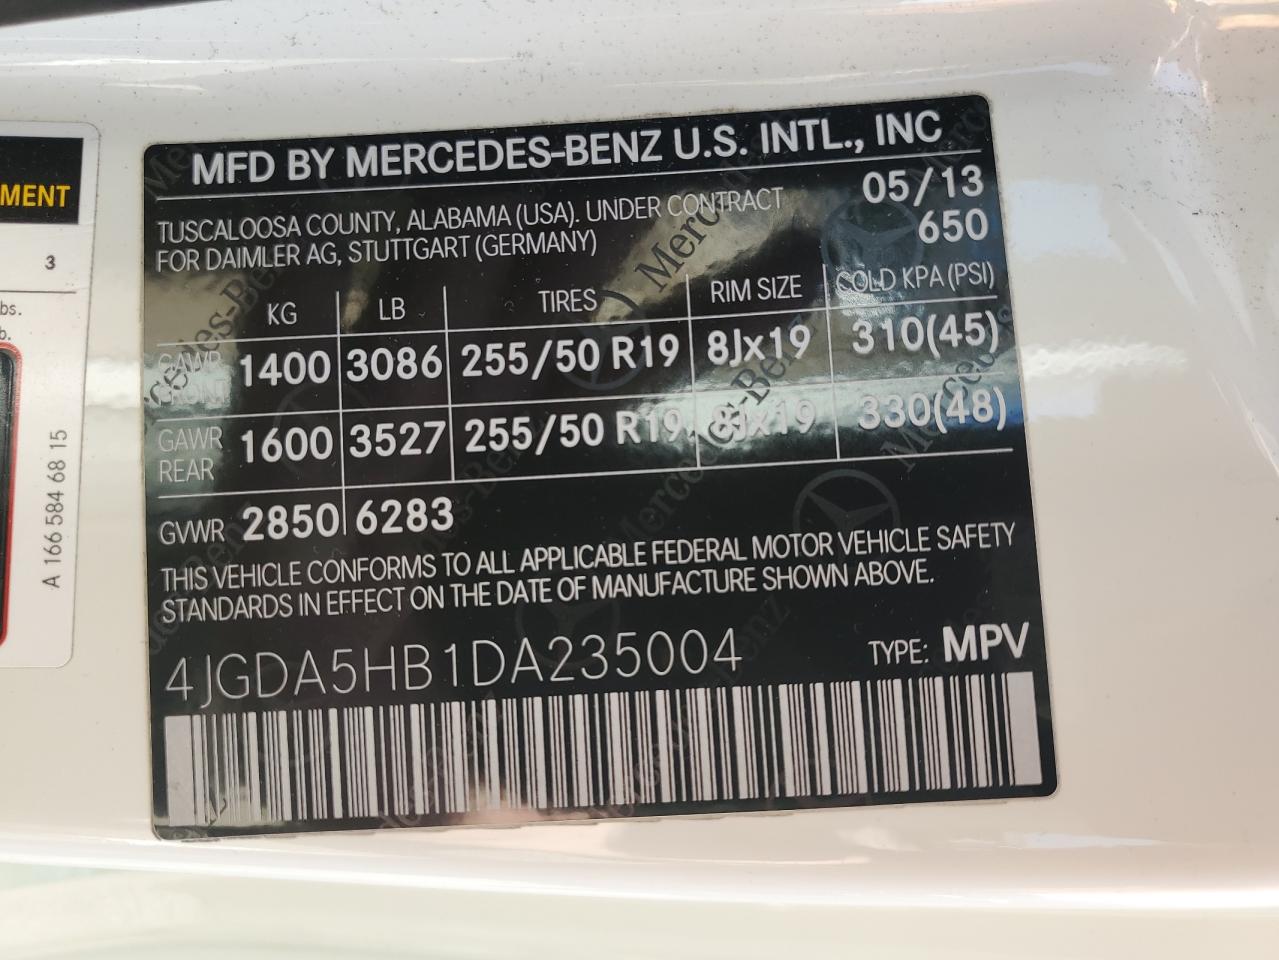 MENT
3
bs.
b.
A 166 584 68 15
MFD BY MERCEDES-BENZ U.S. INTL., INC
TUSCALOOSA COUNTY, ALABAMA (USA). UNDER CONTRACT 05/13
FOR DAIMLER AG, STUTTGART (GERMANY) 650
KG LB TIRES RIM SIZE COLD KPA (PSI)
GAWR FRONT 1400 3086 255/50 R19 8Jx19 310(45)
GAWR REAR 1600 3527 255/50 R19 8Jx19 330(48)
GVWR 2850 6283
THIS VEHICLE CONFORMS TO ALL APPLICABLE FEDERAL MOTOR VEHICLE SAFETY
STANDARDS IN EFFECT ON THE DATE OF MANUFACTURE SHOWN ABOVE.
4JGDA5HB1DA235004 TYPE: MPV